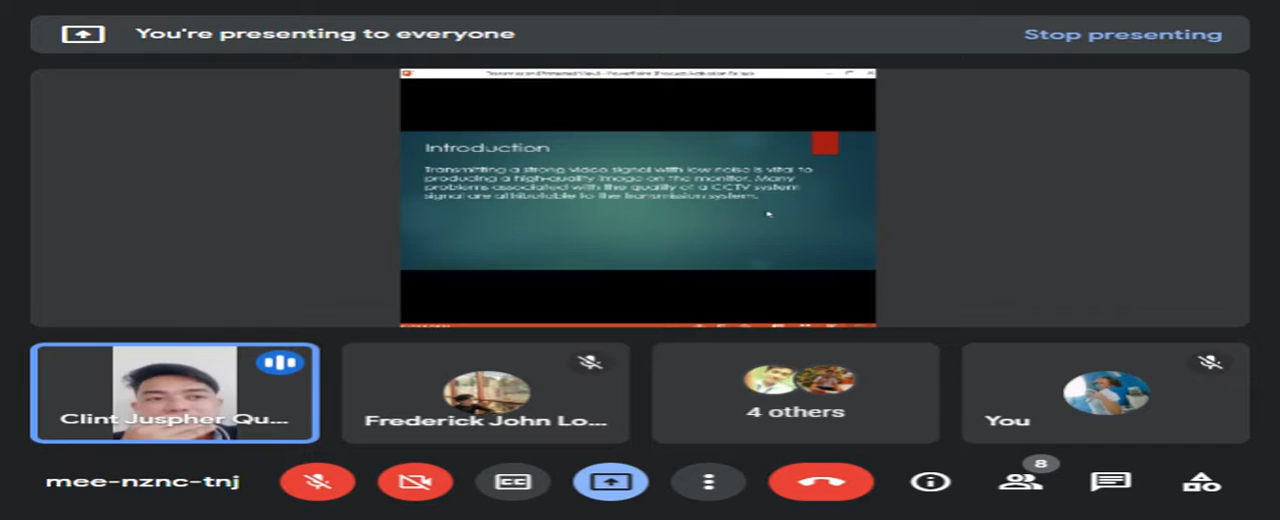 You're presenting to everyone
Stop presenting
Introduction
Transmitting a strong video signal with low noise is vital to
producing a high-quality image on the monitor. Many
problems associated with the quality of a CCTV system
signal are attributable to the transmission system.
Clint Juspher Qu...
Frederick John Lo...
4 others
You
mee-nznc-tnj
CC
8